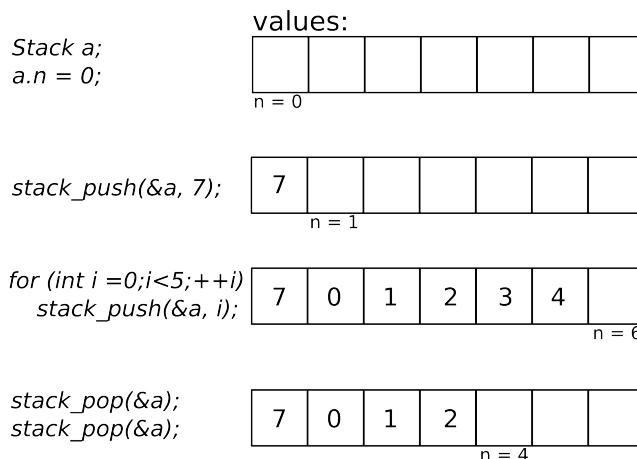 values:
Stack a;
a.n = 0;
n = 0
stack_push(&a, 7);
7
n = 1
for (int i =0;i<5;++i)
stack_push(&a, i);
7 0 1 2 3 4
n = 6
stack_pop(&a);
stack_pop(&a);
7 0 1 2
n = 4